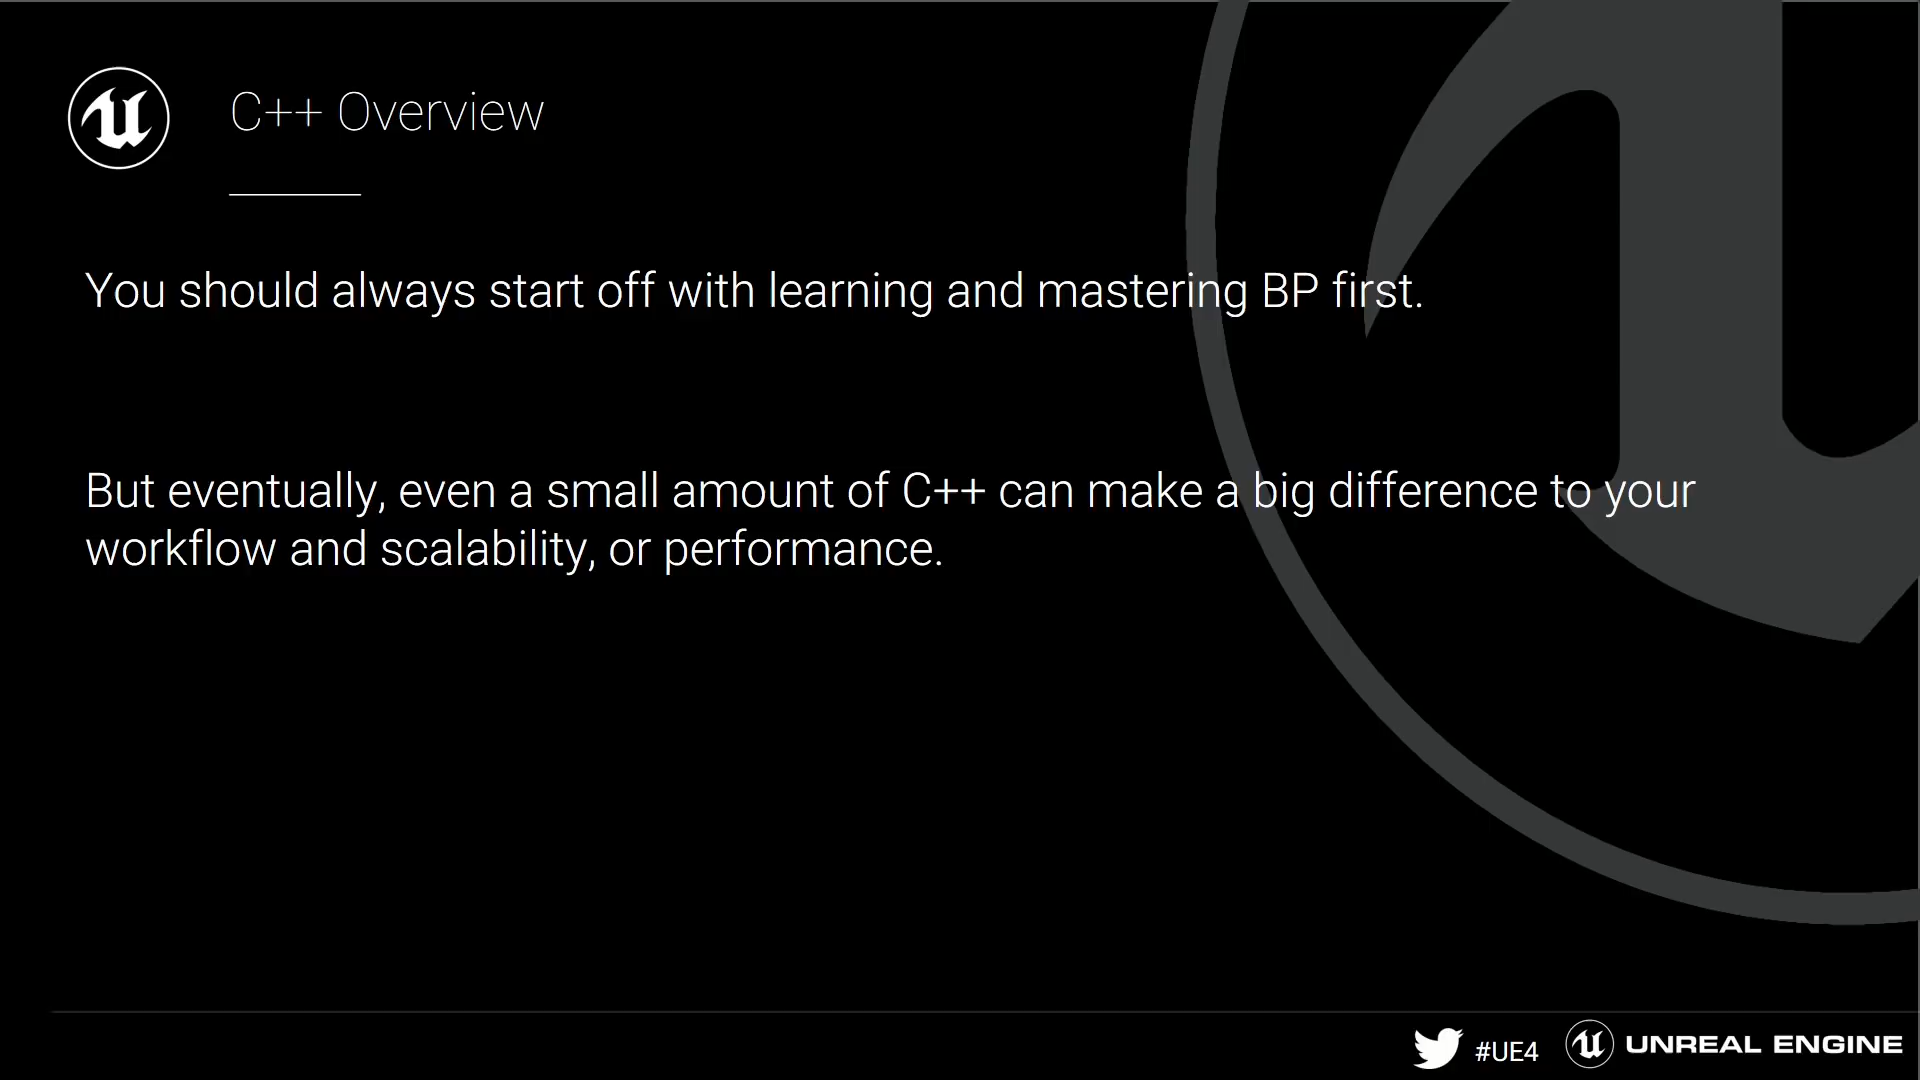 C++ Overview
You should always start off with learning and mastering BP first.
But eventually, even a small amount of C++ can make a big difference to your
workflow and scalability, or performance.
#UE4
UNREAL ENGINE